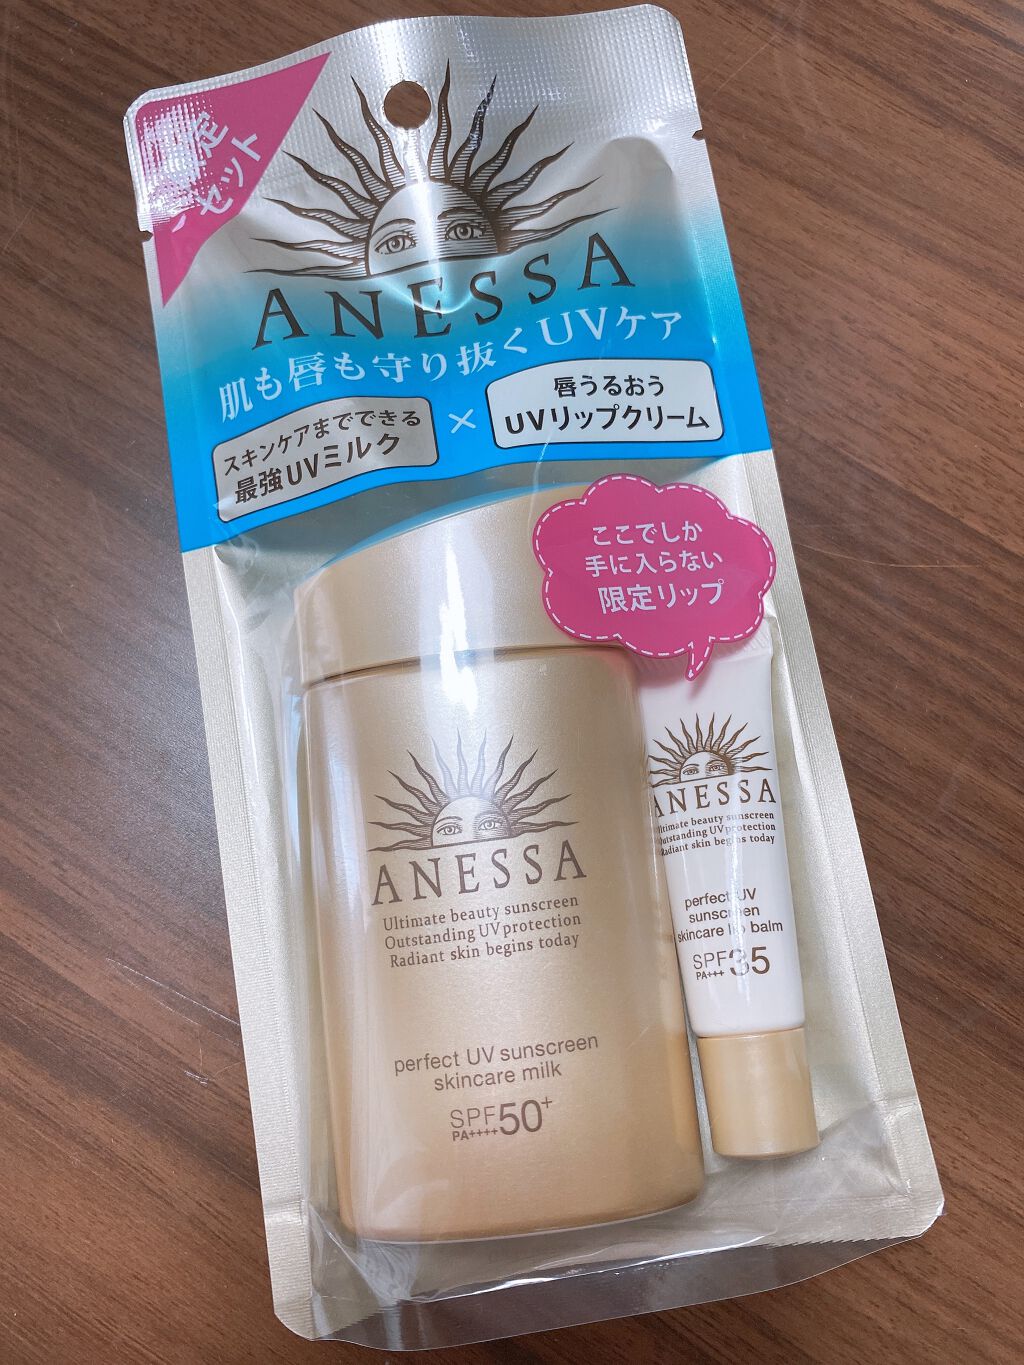 限定
セット
ANESSA
肌も唇も守り抜くUVケア
スキンケアまでできる
最強UVミルク
×
唇うるおう
UVリップクリーム
ここでしか
手に入らない
限定リップ
ANESSA
Ultimate beauty sunscreen
Outstanding UV protection
Radiant skin begins today
perfect UV sunscreen
skincare milk
SPF50+
PA++++
ANESSA
Ultimate beauty sunscreen
Outstanding UV protection
Radiant skin begins today
perfect UV
sunscreen
skincare lip balm
SPF35
PA+++